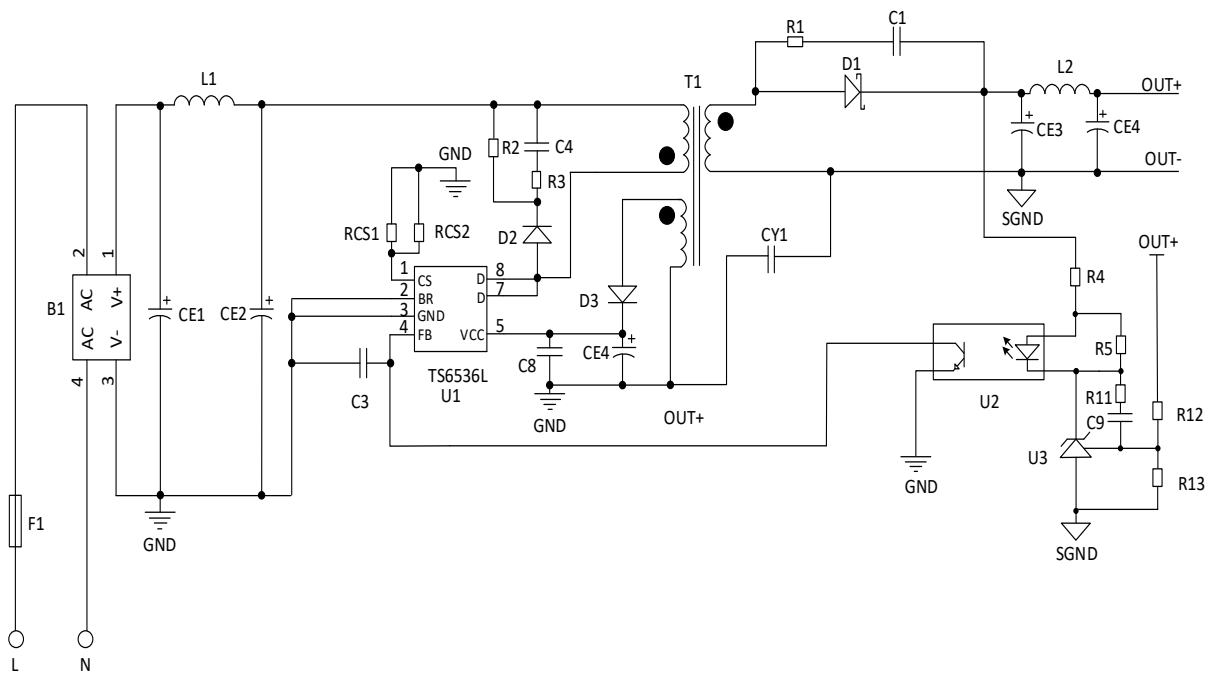 R1
C1
D1
L2
T1
L1
OUT+
CE3
CE4
OUT-
SGND
R2
C4
GND
R3
RCS1
RCS2
D2
CY1
OUT+
2
1
B1
AC
V+
AC
V-
4
3
CE1
CE2
1
CS
8
D
2
BR
7
D
3
GND
4
FB
VCC
5
D3
R4
TS6536L
U1
C8
CE4
C3
GND
OUT+
U2
R5
R11
C9
R12
U3
R13
GND
SGND
F1
GND
L
N